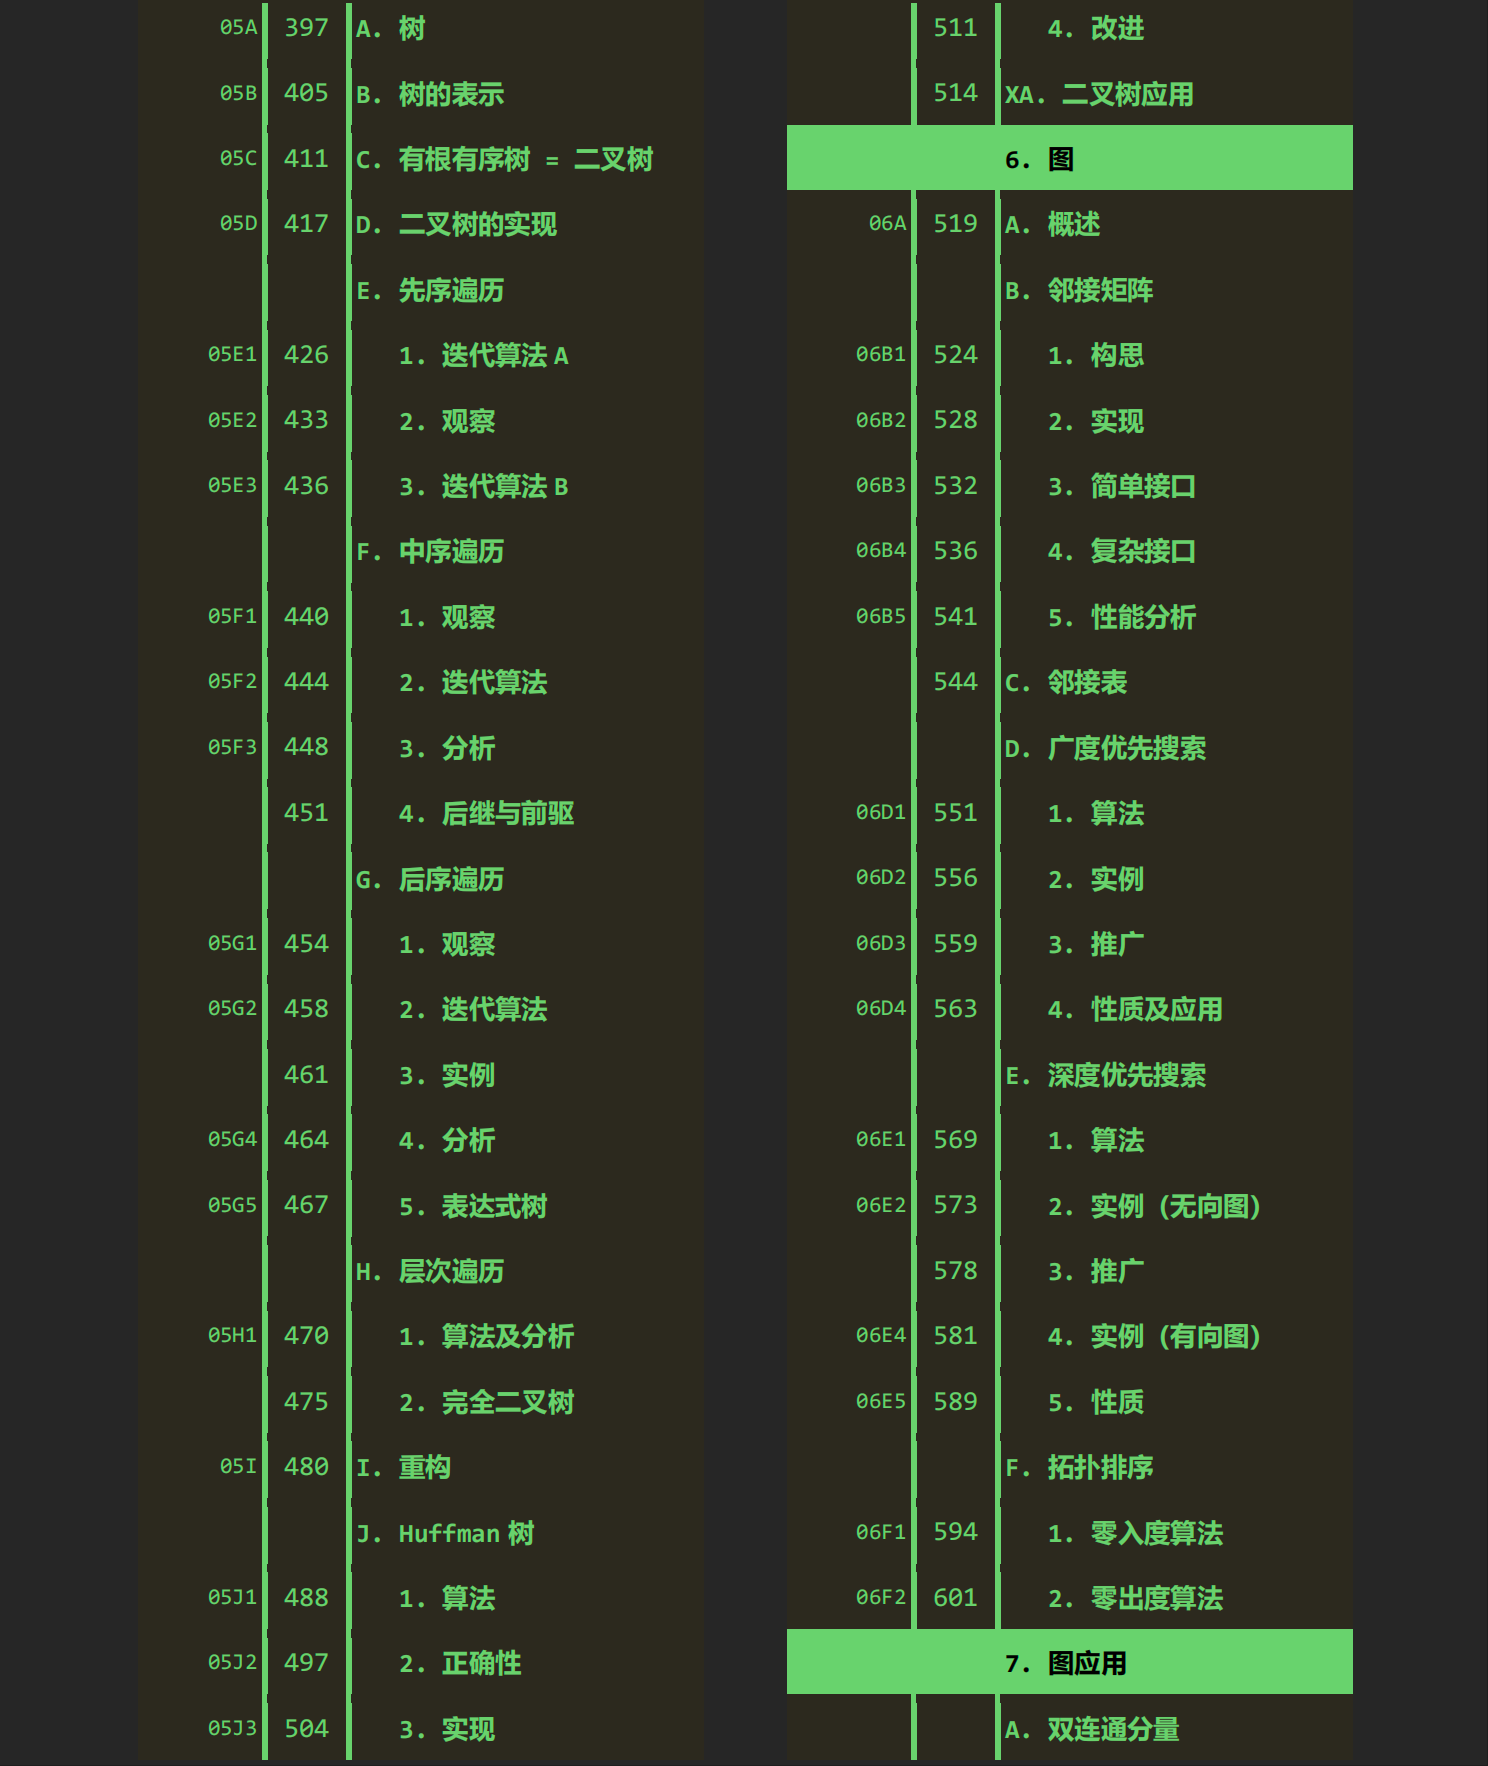 05A 397 A. 树
05B 405 B. 树的表示
05C 411 C. 有根有序树 = 二叉树
05D 417 D. 二叉树的实现
E. 先序遍历
05E1 426 1. 迭代算法 A
05E2 433 2. 观察
05E3 436 3. 迭代算法 B
F. 中序遍历
05F1 440 1. 观察
05F2 444 2. 迭代算法
05F3 448 3. 分析
451 4. 后继与前驱
G. 后序遍历
05G1 454 1. 观察
05G2 458 2. 迭代算法
461 3. 实例
05G4 464 4. 分析
05G5 467 5. 表达式树
H. 层次遍历
05H1 470 1. 算法及分析
475 2. 完全二叉树
05I 480 I. 重构
J. Huffman 树
05J1 488 1. 算法
05J2 497 2. 正确性
05J3 504 3. 实现
511 4. 改进
514 XA. 二叉树应用
6. 图
06A 519 A. 概述
B. 邻接矩阵
06B1 524 1. 构思
06B2 528 2. 实现
06B3 532 3. 简单接口
06B4 536 4. 复杂接口
06B5 541 5. 性能分析
544 C. 邻接表
D. 广度优先搜索
06D1 551 1. 算法
06D2 556 2. 实例
06D3 559 3. 推广
06D4 563 4. 性质及应用
E. 深度优先搜索
06E1 569 1. 算法
06E2 573 2. 实例（无向图）
578 3. 推广
06E4 581 4. 实例（有向图）
06E5 589 5. 性质
F. 拓扑排序
06F1 594 1. 零入度算法
06F2 601 2. 零出度算法
7. 图应用
A. 双连通分量